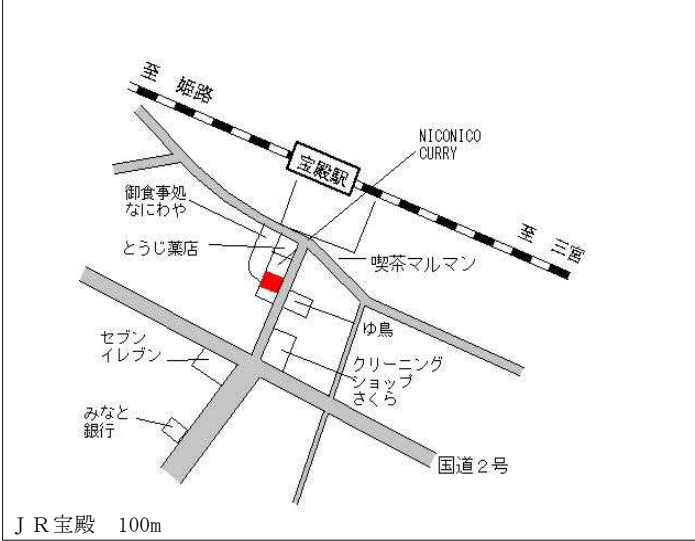 至 姫路
宝殿駅
NICONICO
CURRY
御食事処
なにわや
至 三宮
とうじ薬店
喫茶マルマン
ゆ鳥
セブン
イレブン
クリーニング
ショップ
さくら
みなと
銀行
国道２号
ＪＲ宝殿　100m